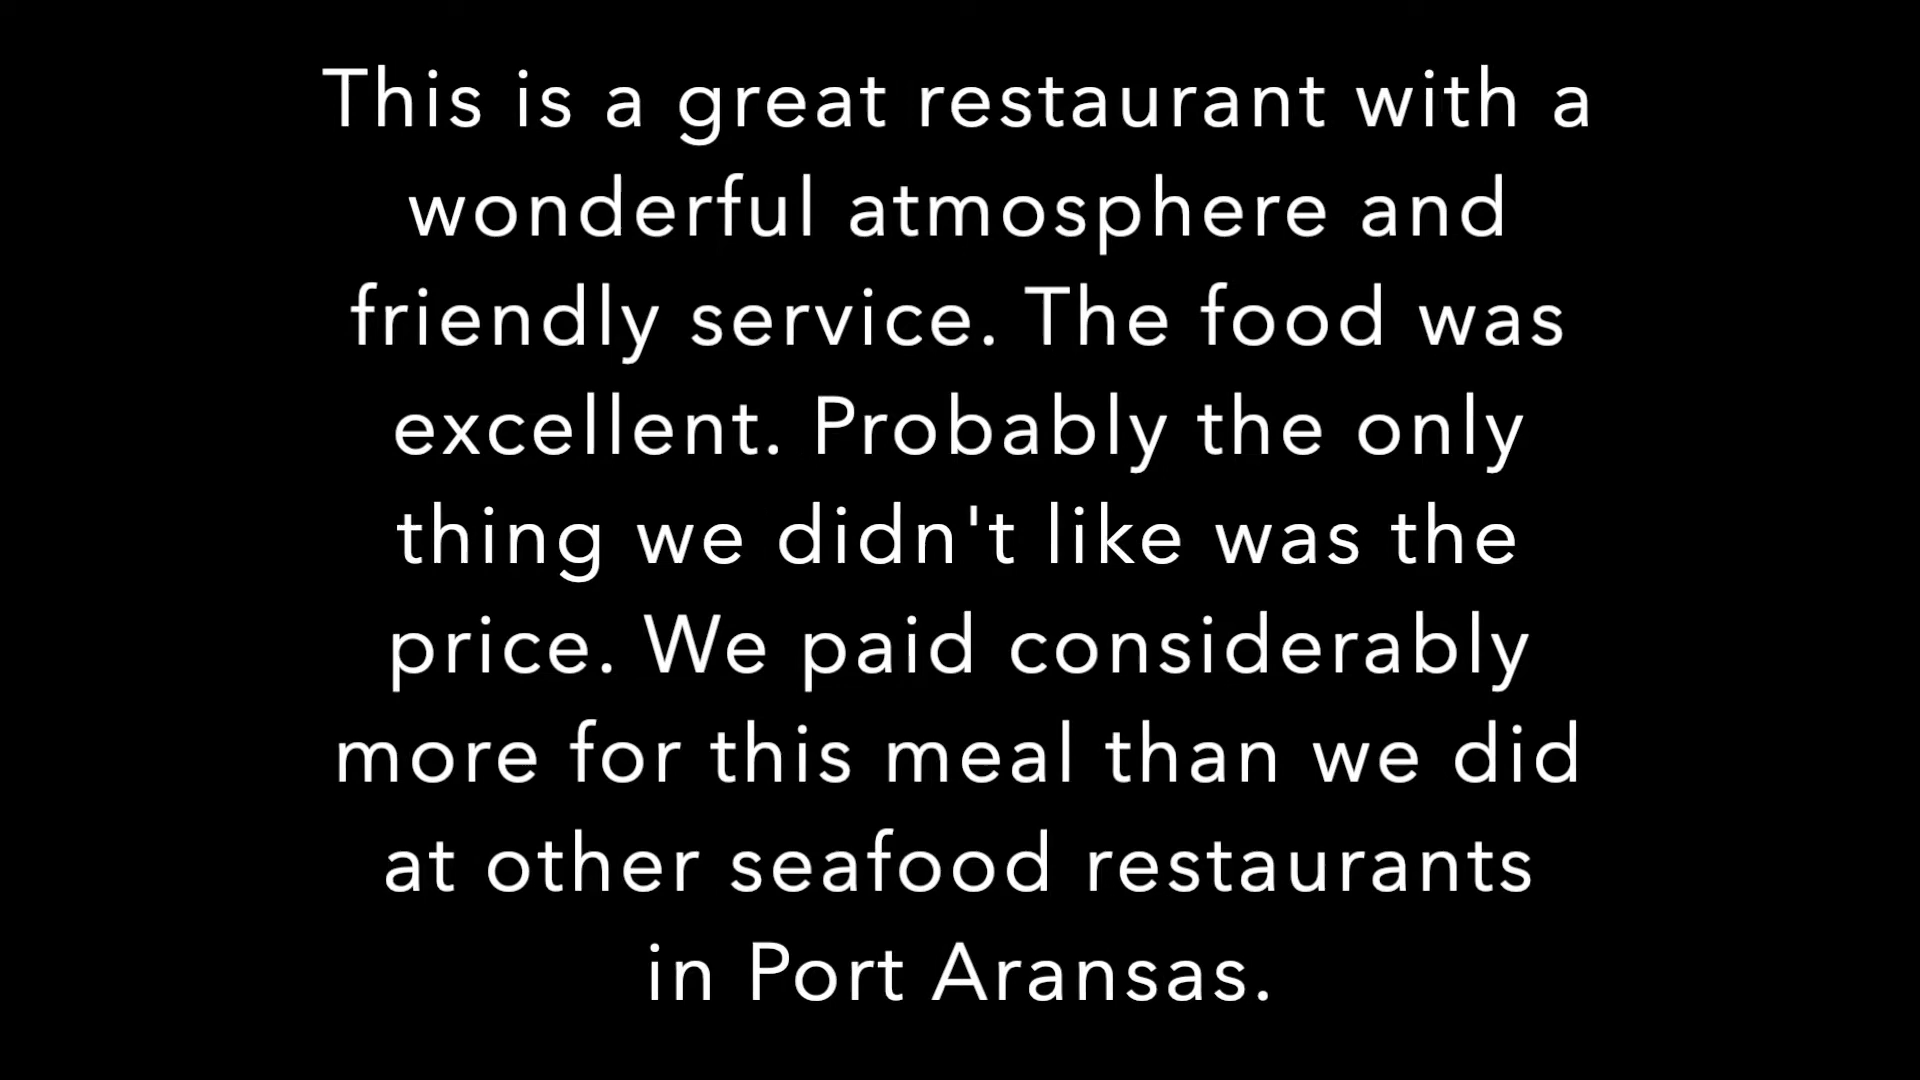 This is a great restaurant with a
wonderful atmosphere and
friendly service. The food was
excellent. Probably the only
thing we didn't like was the
price. We paid considerably
more for this meal than we did
at other seafood restaurants
in Port Aransas.